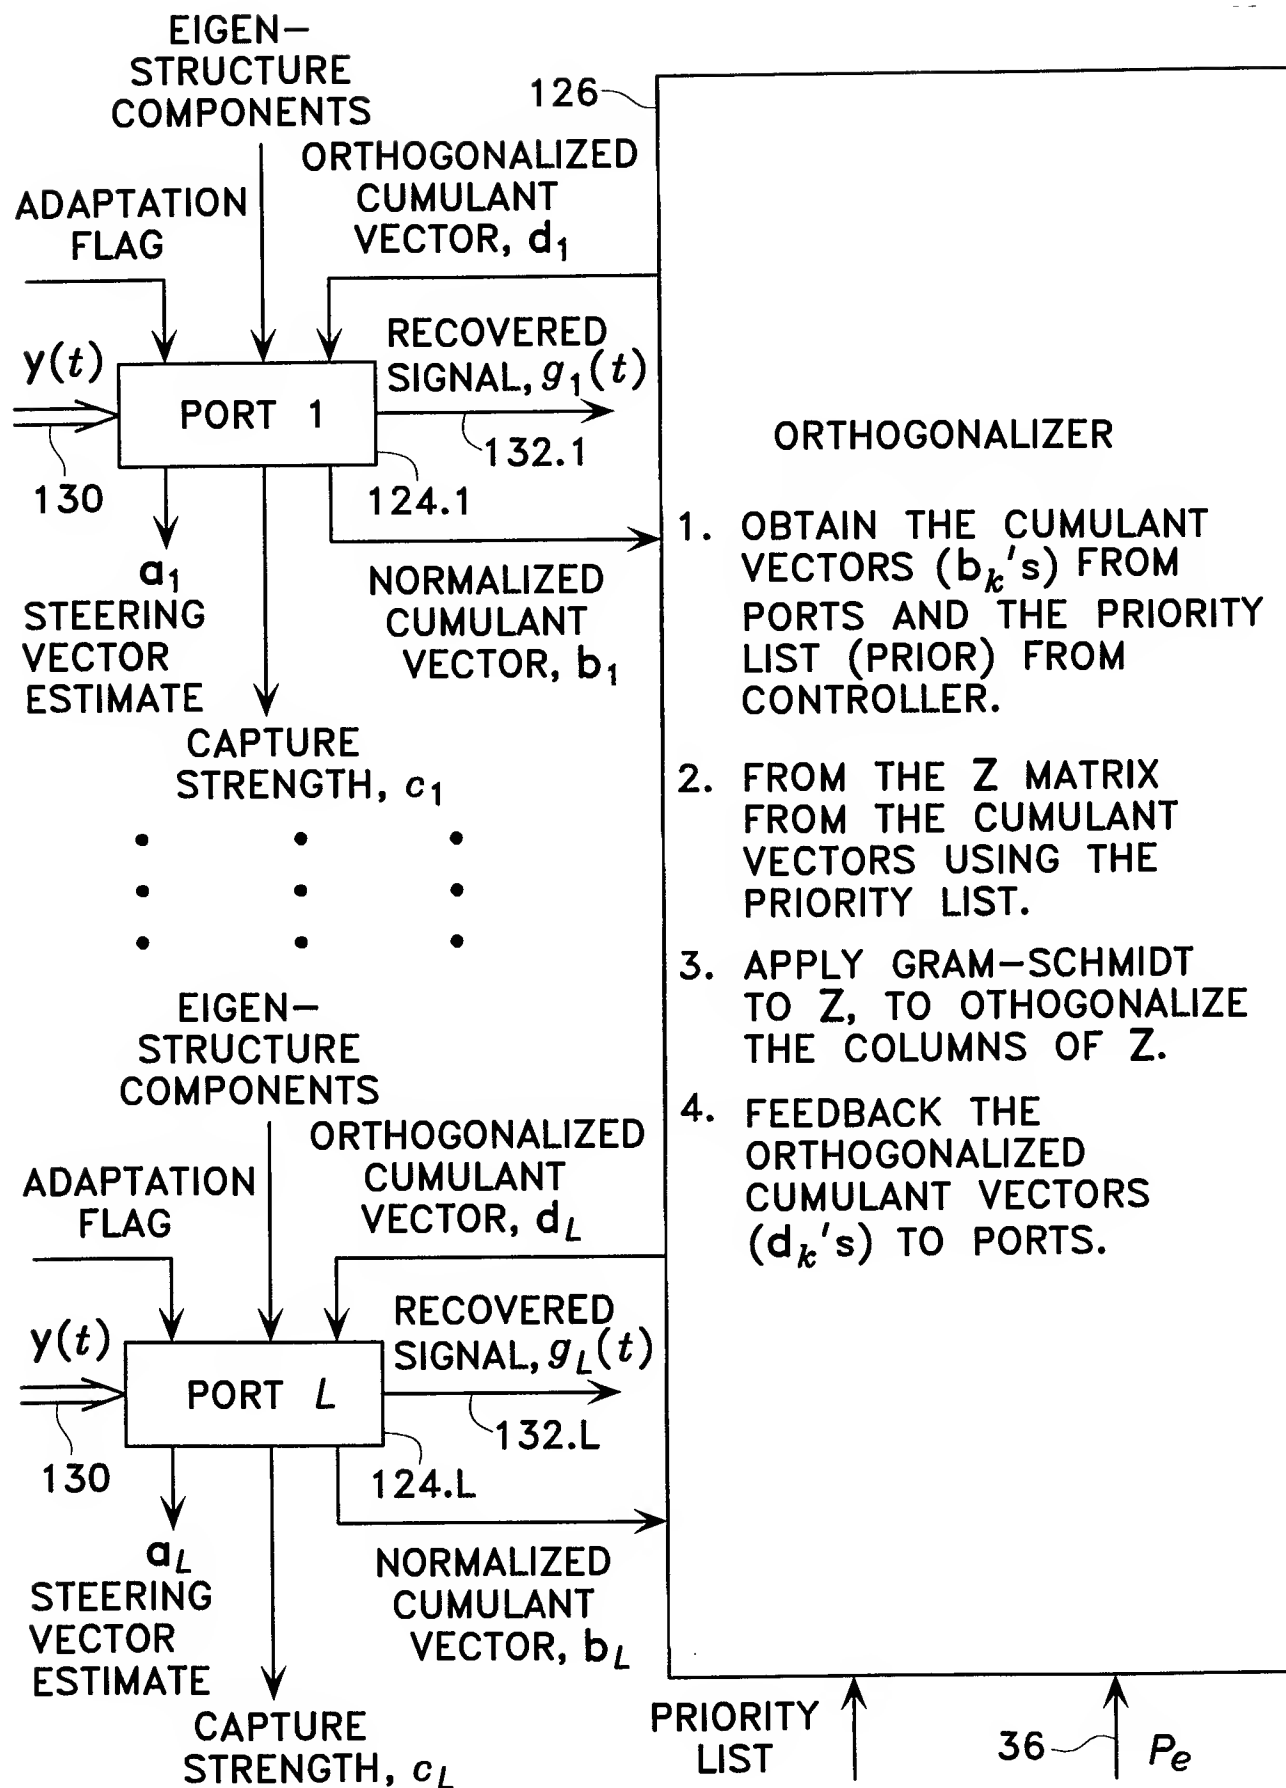 EIGEN–
STRUCTURE
COMPONENTS
126
ORTHOGONALIZED
CUMULANT
VECTOR, d1
ADAPTATION
FLAG
RECOVERED
SIGNAL, g1(t)
y(t)
PORT 1
132.1
130
124.1
a1
STEERING
VECTOR
ESTIMATE
NORMALIZED
CUMULANT
VECTOR, b1
CAPTURE
STRENGTH, c1
ORTHOGONALIZER
1. OBTAIN THE CUMULANT
VECTORS (bk's) FROM
PORTS AND THE PRIORITY
LIST (PRIOR) FROM
CONTROLLER.
2. FROM THE Z MATRIX
FROM THE CUMULANT
VECTORS USING THE
PRIORITY LIST.
3. APPLY GRAM–SCHMIDT
TO Z, TO OTHOGONALIZE
THE COLUMNS OF Z.
4. FEEDBACK THE
ORTHOGONALIZED
CUMULANT VECTORS
(dk's) TO PORTS.
EIGEN–
STRUCTURE
COMPONENTS
ORTHOGONALIZED
CUMULANT
VECTOR, dL
ADAPTATION
FLAG
RECOVERED
SIGNAL, gL(t)
y(t)
PORT L
132.L
130
124.L
aL
STEERING
VECTOR
ESTIMATE
NORMALIZED
CUMULANT
VECTOR, bL
CAPTURE
STRENGTH, cL
PRIORITY
LIST
36
Pe